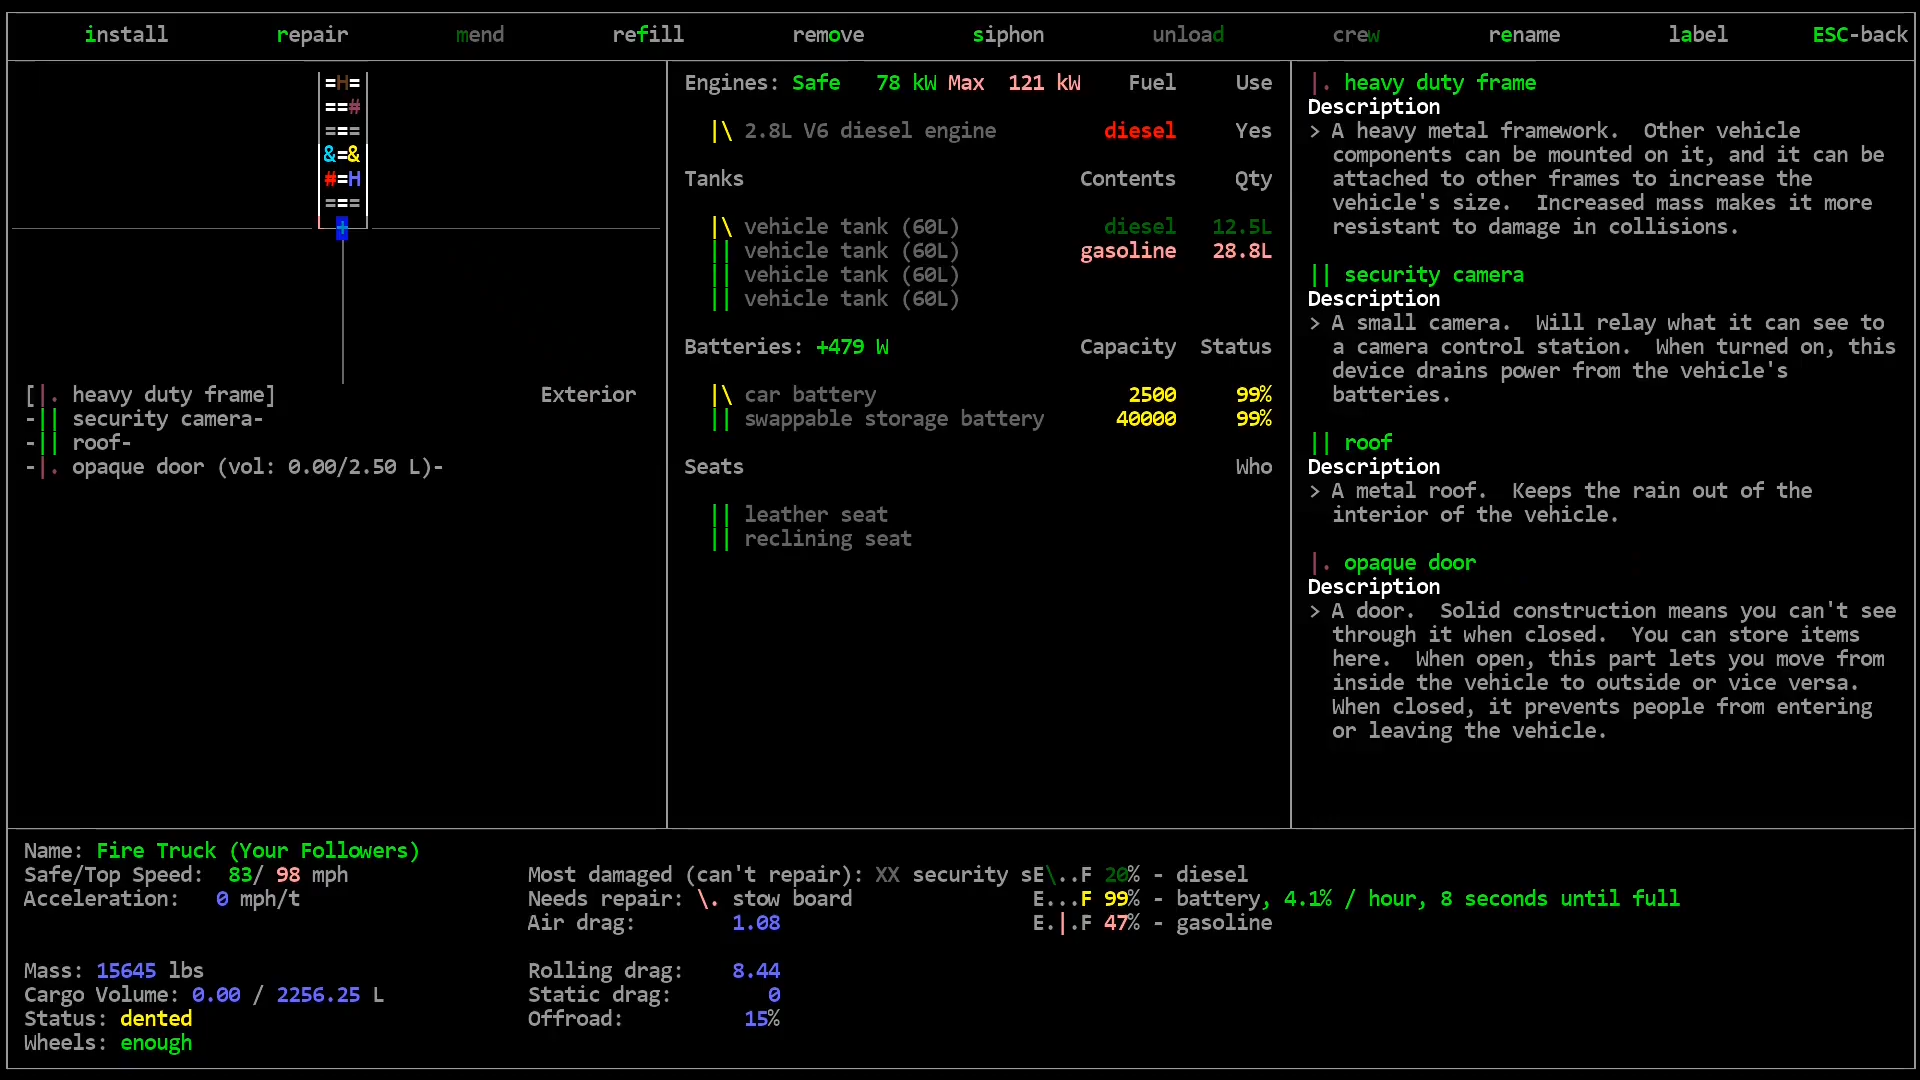 install repair mend refill remove siphon unload crew rename label ESC-back
=H=
==#
===
&=&
#=H
===
+
[|. heavy duty frame] Exterior
-|| security camera-
-|| roof-
-|. opaque door (vol: 0.00/2.50 L)-
Engines: Safe 78 kW Max 121 kW Fuel Use
|\ 2.8L V6 diesel engine diesel Yes
Tanks Contents Qty
|\ vehicle tank (60L) diesel 12.5L
|| vehicle tank (60L) gasoline 28.8L
|| vehicle tank (60L)
|| vehicle tank (60L)
Batteries: +479 W Capacity Status
|\ car battery 2500 99%
|| swappable storage battery 40000 99%
Seats Who
|| leather seat
|| reclining seat
|. heavy duty frame
Description
> A heavy metal framework.  Other vehicle
components can be mounted on it, and it can be
attached to other frames to increase the
vehicle's size.  Increased mass makes it more
resistant to damage in collisions.
|| security camera
Description
> A small camera.  Will relay what it can see to
a camera control station.  When turned on, this
device drains power from the vehicle's
batteries.
|| roof
Description
> A metal roof.  Keeps the rain out of the
interior of the vehicle.
|. opaque door
Description
> A door.  Solid construction means you can't see
through it when closed.  You can store items
here.  When open, this part lets you move from
inside the vehicle to outside or vice versa.
When closed, it prevents people from entering
or leaving the vehicle.
Name: Fire Truck (Your Followers)
Safe/Top Speed: 83/ 98 mph
Acceleration: 0 mph/t
Mass: 15645 lbs
Cargo Volume: 0.00 / 2256.25 L
Status: dented
Wheels: enough
Most damaged (can't repair): XX security sE\..F 20% - diesel
Needs repair: \. stow board E...F 99% - battery, 4.1% / hour, 8 seconds until full
Air drag: 1.08 E.|.F 47% - gasoline
Rolling drag: 8.44
Static drag: 0
Offroad: 15%